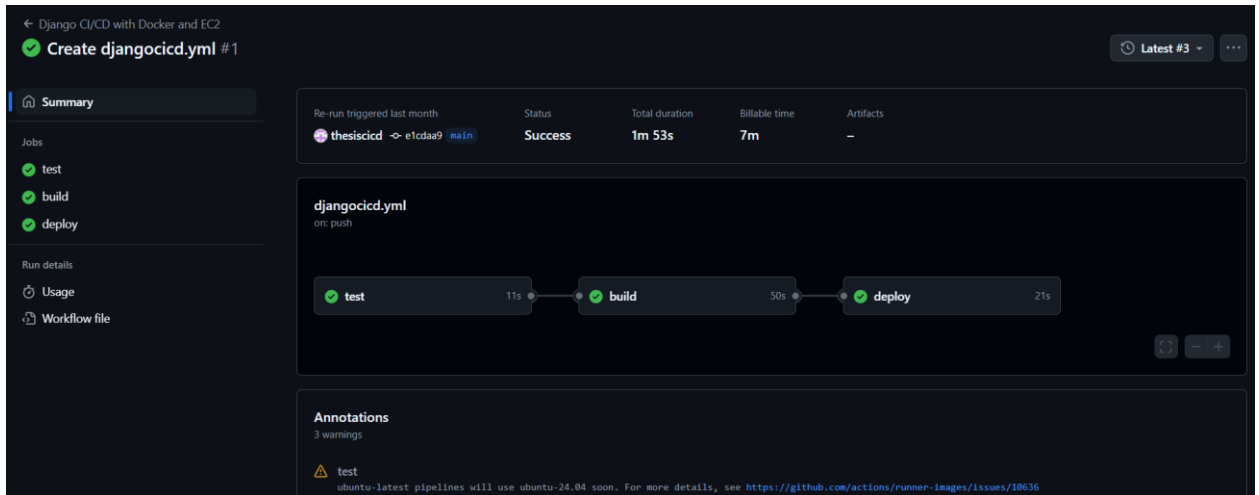 ← Django CI/CD with Docker and EC2
Create djangocicd.yml #1
Latest #3
Summary
Jobs
test
build
deploy
Run details
Usage
Workflow file
Re-run triggered last month
thesiscicd e1cdaa9 main
Status
Success
Total duration
1m 53s
Billable time
7m
Artifacts
–
djangocicd.yml
on: push
test 11s
build 50s
deploy 21s
Annotations
3 warnings
test
ubuntu-latest pipelines will use ubuntu-24.04 soon. For more details, see https://github.com/actions/runner-images/issues/10636